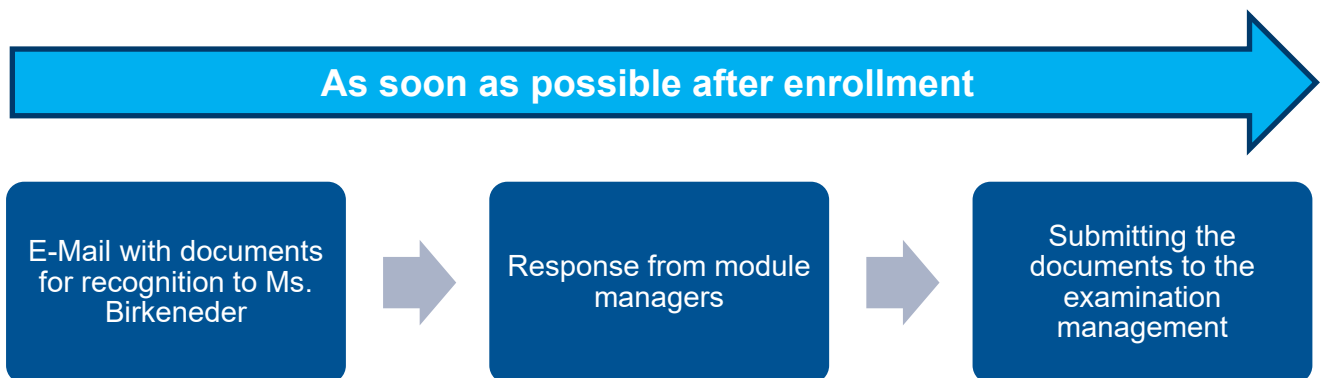 As soon as possible after enrollment
E-Mail with documents
for recognition to Ms.
Birkeneder
Response from module
managers
Submitting the
documents to the
examination
management